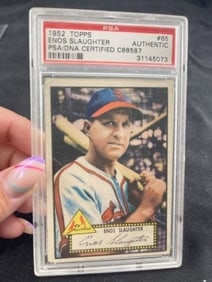 PSA
1952 TOPPS #65
ENOS SLAUGHTER AUTHENTIC
PSA/DNA CERTIFIED C88587
31145073
ENOS SLAUGHTER
Enos Slaughter